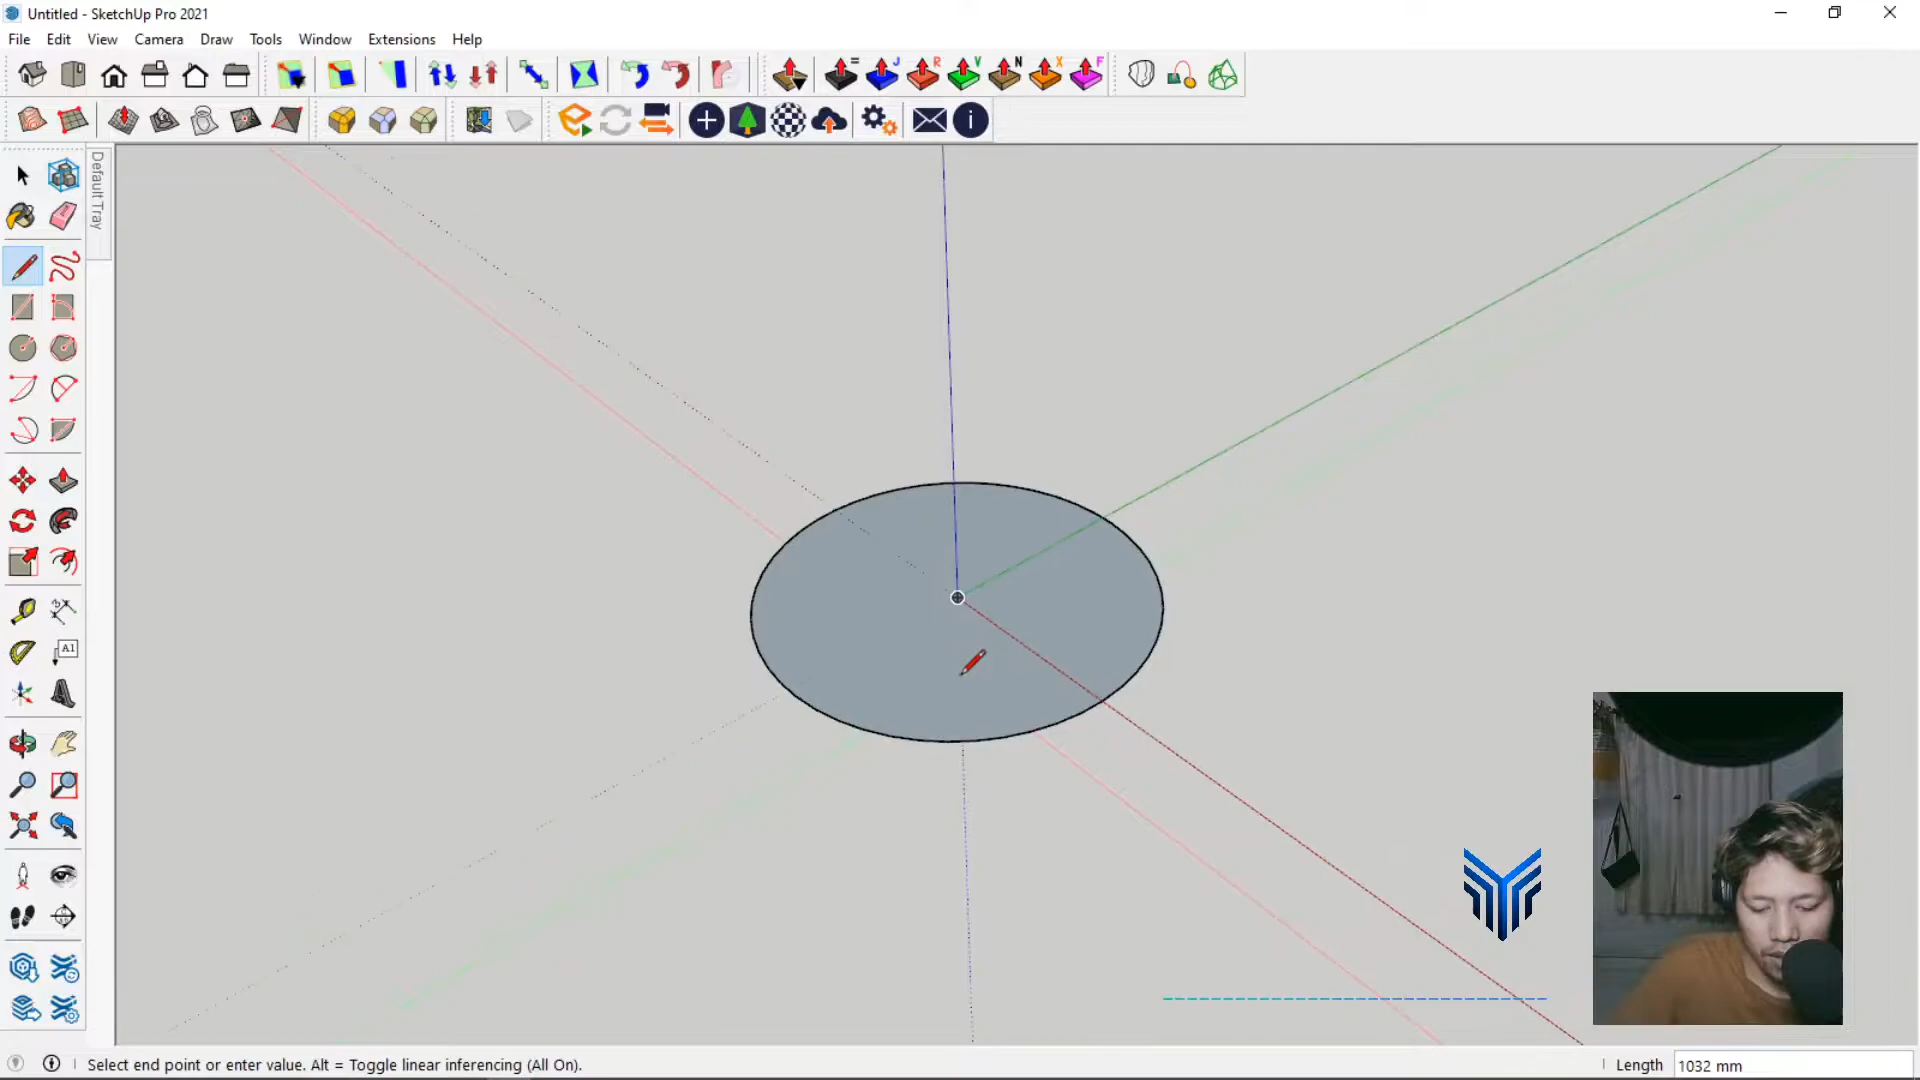 Untitled - SketchUp Pro 2021
File Edit View Camera Draw Tools Window Extensions Help
= J R V N X F
Default Tray
A1
Select end point or enter value. Alt = Toggle linear inferencing (All On). Length 1032 mm